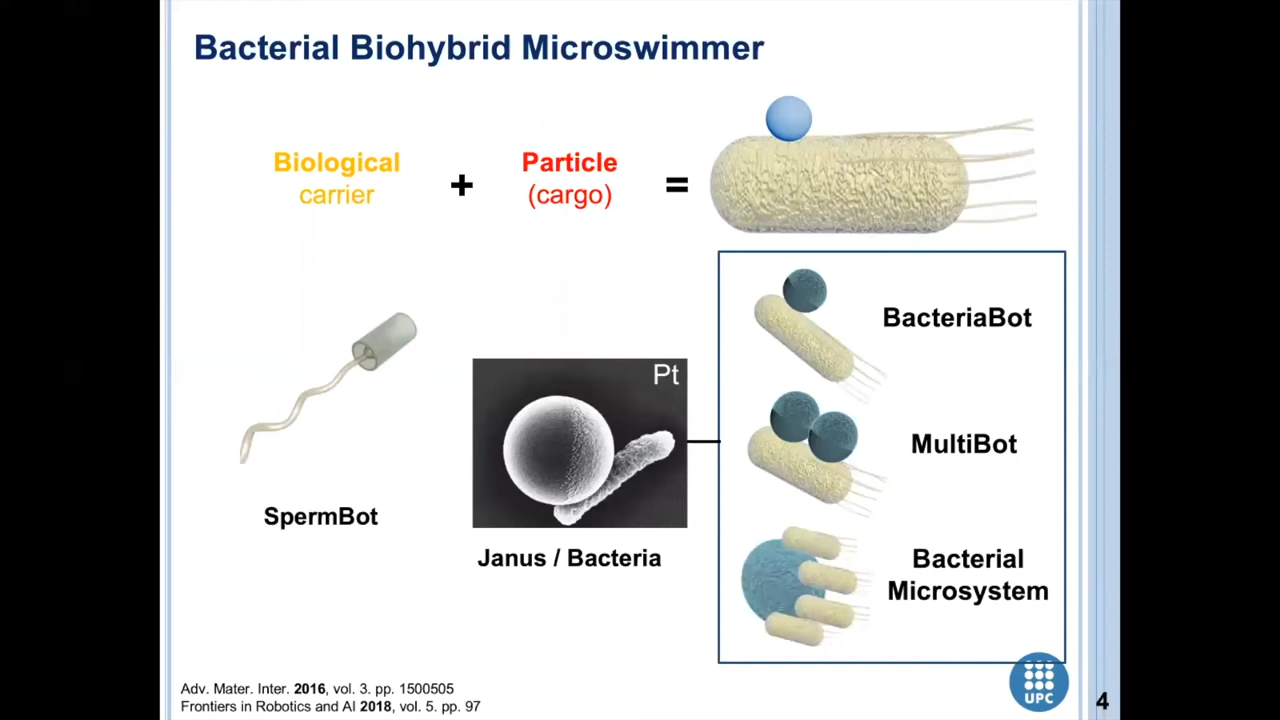 Bacterial Biohybrid Microswimmer
Biological
carrier
+
Particle
(cargo)
=
BacteriaBot
Pt
MultiBot
SpermBot
Janus / Bacteria
Bacterial
Microsystem
Adv. Mater. Inter. 2016, vol. 3. pp. 1500505
Frontiers in Robotics and AI 2018, vol. 5. pp. 97
UPC
4